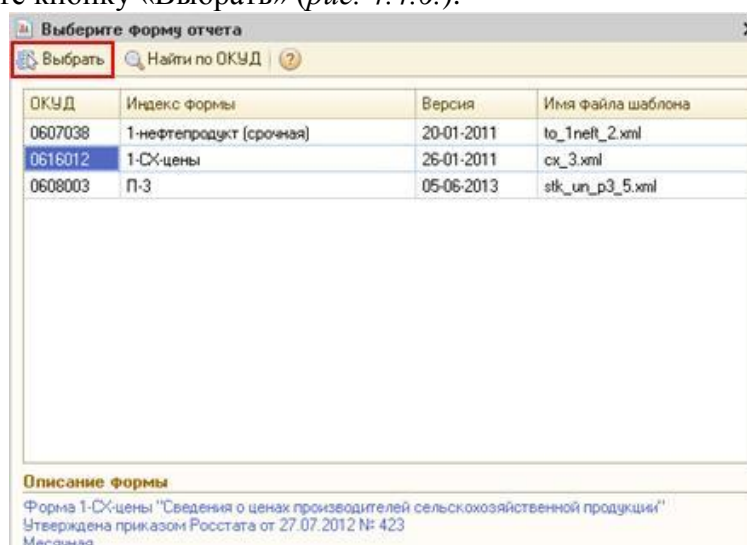 те кнопку «Выбрать» (рис. 4.4.6.).
Выберите форму отчета
Выбрать Найти по ОКУД ?
ОКУД Индекс формы Версия Имя файла шаблона
0607038 1-нефтепродукт (срочная) 20-01-2011 to_1neft_2.xml
0616012 1-СХ-цены 26-01-2011 cx_3.xml
0608003 П-3 05-06-2013 stk_un_p3_5.xml
Описание формы
Форма 1-СХ-цены "Сведения о ценах производителей сельскохозяйственной продукции"
Утверждена приказом Росстата от 27.07.2012 № 423
Месячная